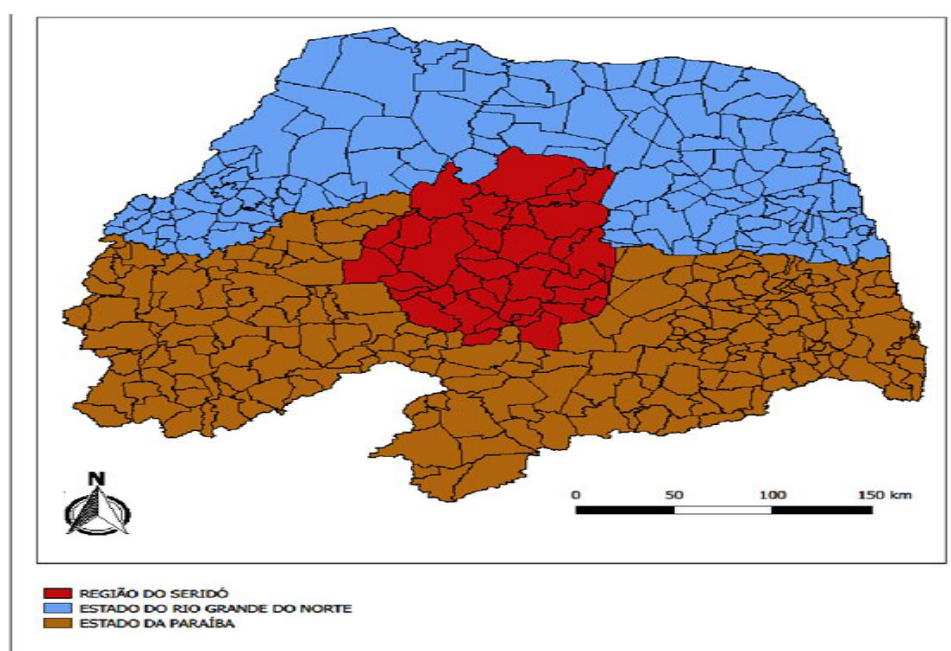 N
0 50 100 150 km
REGIÃO DO SERIDÓ
ESTADO DO RIO GRANDE DO NORTE
ESTADO DA PARAÍBA